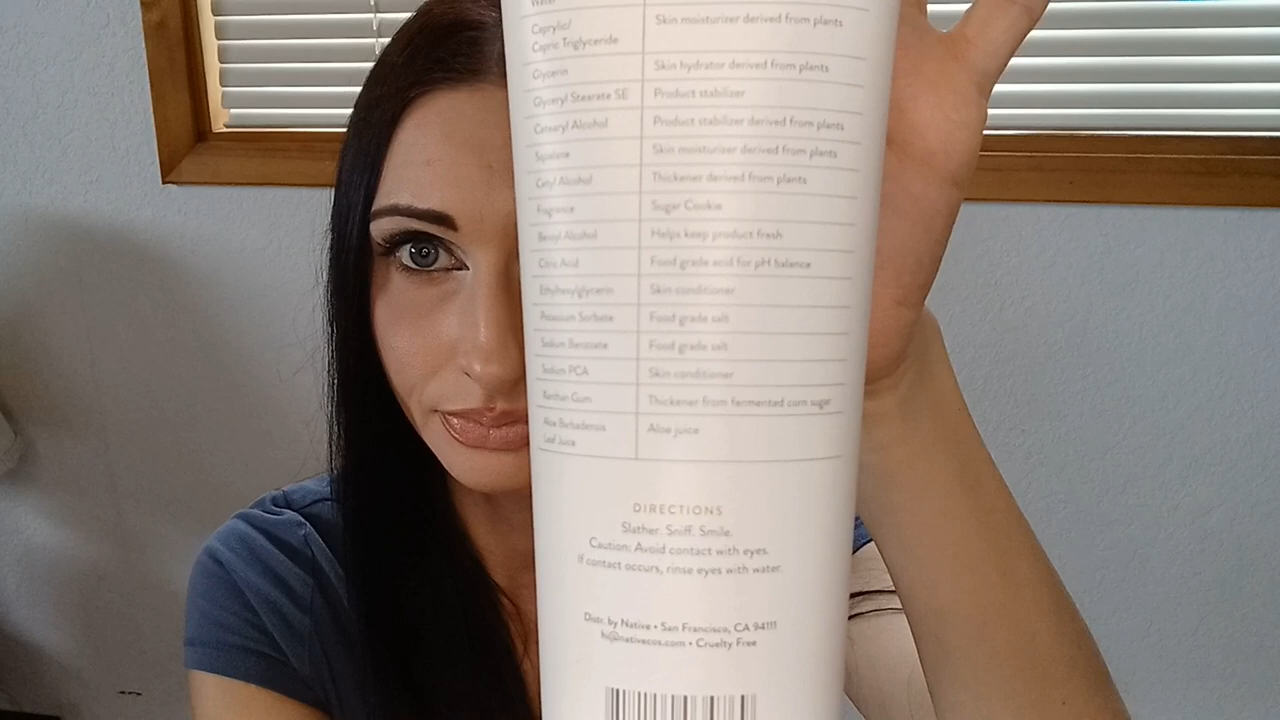 Water
Caprylic/
Capric Triglyceride
Skin moisturizer derived from plants
Glycerin
Skin hydrator derived from plants
Glyceryl Stearate SE
Product stabilizer
Cetearyl Alcohol
Product stabilizer derived from plants
Squalane
Skin moisturizer derived from plants
Cetyl Alcohol
Thickener derived from plants
Fragrance
Sugar Cookie
Benzyl Alcohol
Helps keep product fresh
Citric Acid
Food grade acid for pH balance
Ethylhexylglycerin
Skin conditioner
Potassium Sorbate
Food grade salt
Sodium Benzoate
Food grade salt
Sodium PCA
Skin conditioner
Xanthan Gum
Thickener from fermented corn sugar
Aloe Barbadensis
Leaf Juice
Aloe juice
DIRECTIONS
Slather. Sniff. Smile.
Caution: Avoid contact with eyes.
If contact occurs, rinse eyes with water.
Distr. by Native • San Francisco, CA 94111
hi@nativecos.com • Cruelty Free